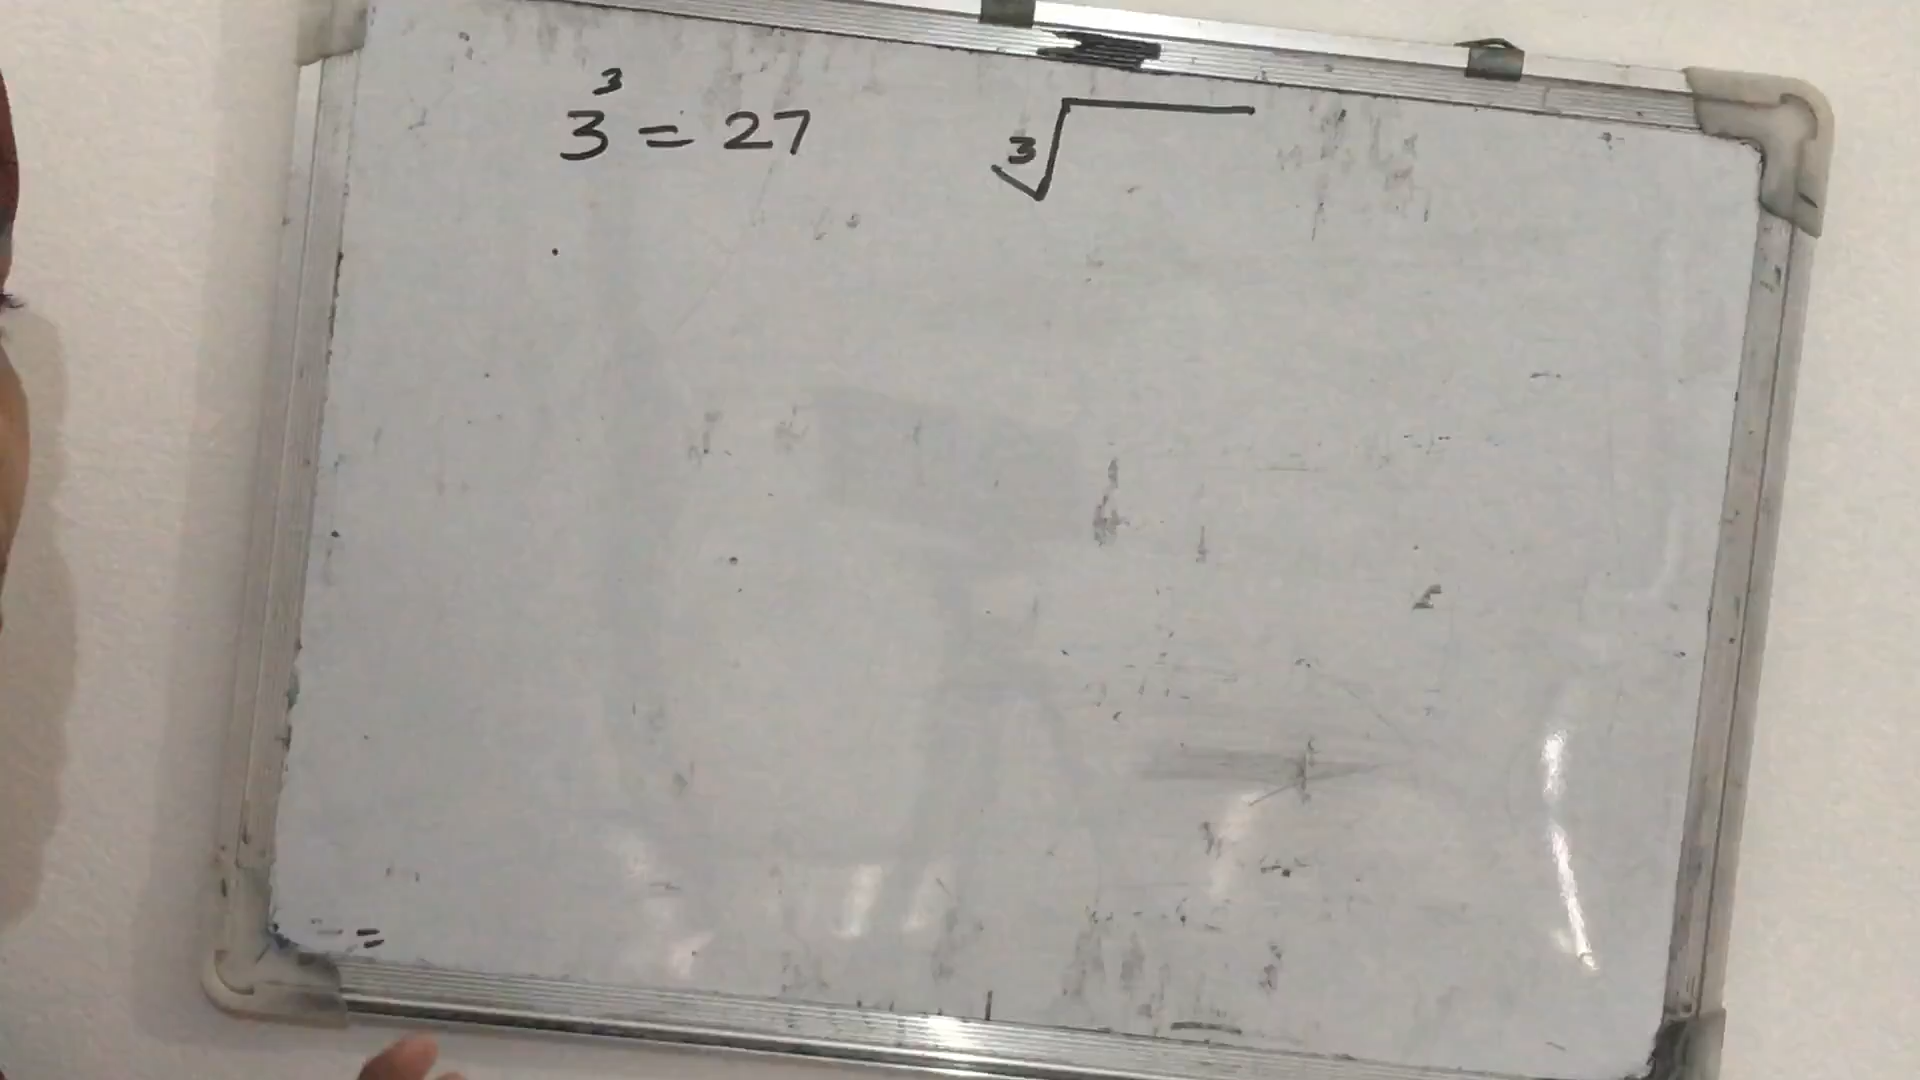 3³ = 27 ∛